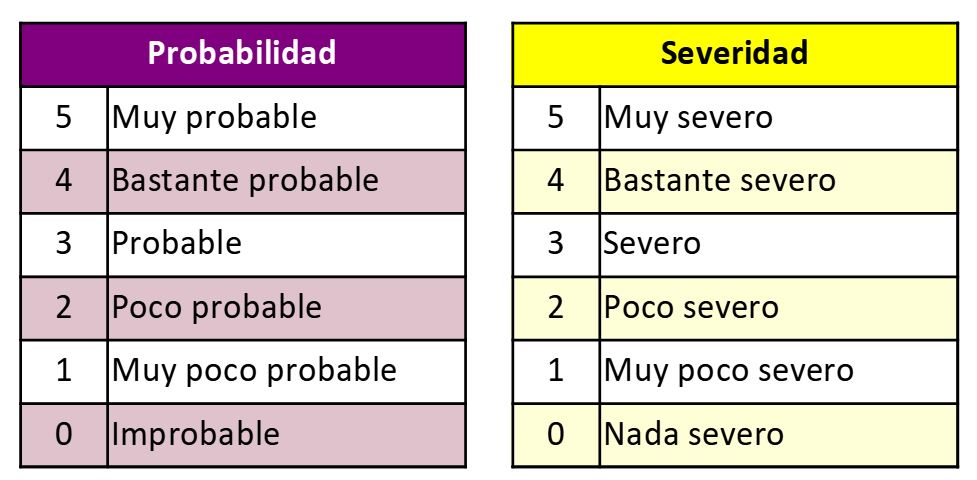 Probabilidad
5 Muy probable
4 Bastante probable
3 Probable
2 Poco probable
1 Muy poco probable
0 Improbable
Severidad
5 Muy severo
4 Bastante severo
3 Severo
2 Poco severo
1 Muy poco severo
0 Nada severo